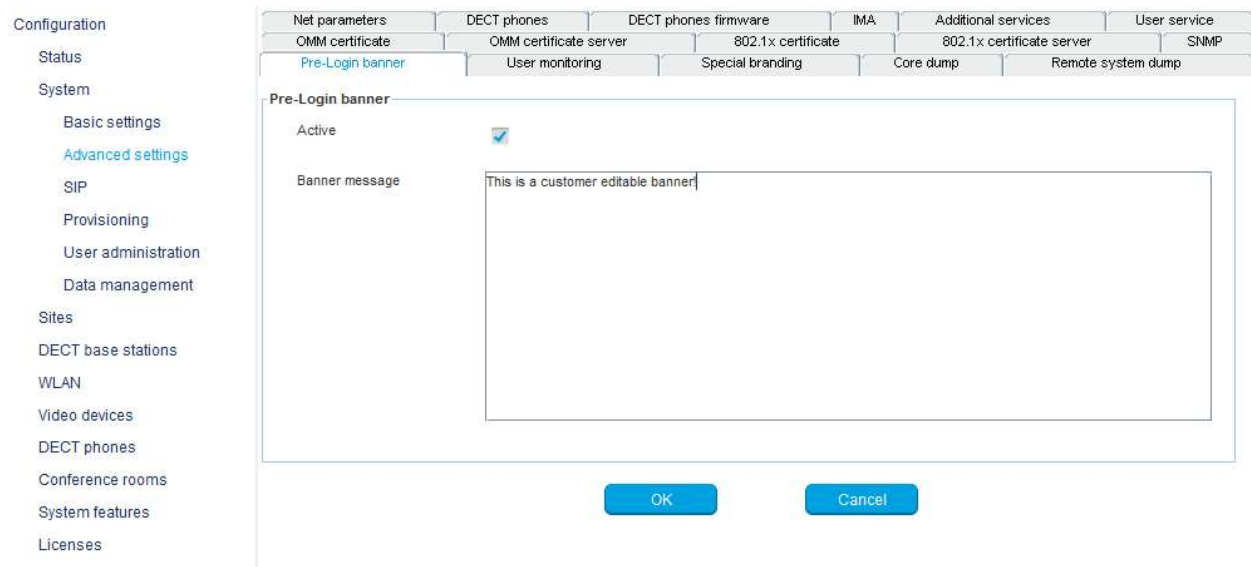 Configuration
Status
System
Basic settings
Advanced settings
SIP
Provisioning
User administration
Data management
Sites
DECT base stations
WLAN
Video devices
DECT phones
Conference rooms
System features
Licenses
Net parameters DECT phones DECT phones firmware IMA Additional services User service
OMM certificate OMM certificate server 802.1x certificate 802.1x certificate server SNMP
Pre-Login banner User monitoring Special branding Core dump Remote system dump
Pre-Login banner
Active
Banner message This is a customer editable banner!
OK Cancel